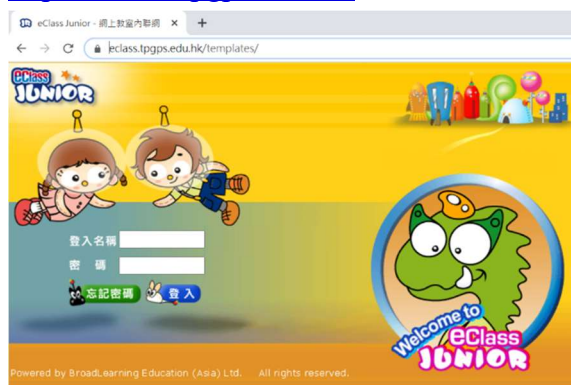 eClass Junior - 網上教室內聯網
eclass.tpgps.edu.hk/templates/
eClass
JUNIOR
登入名稱
密 碼
忘記密碼 登入
Welcome to
eClass
JUNIOR
Powered by BroadLearning Education (Asia) Ltd. All rights reserved.